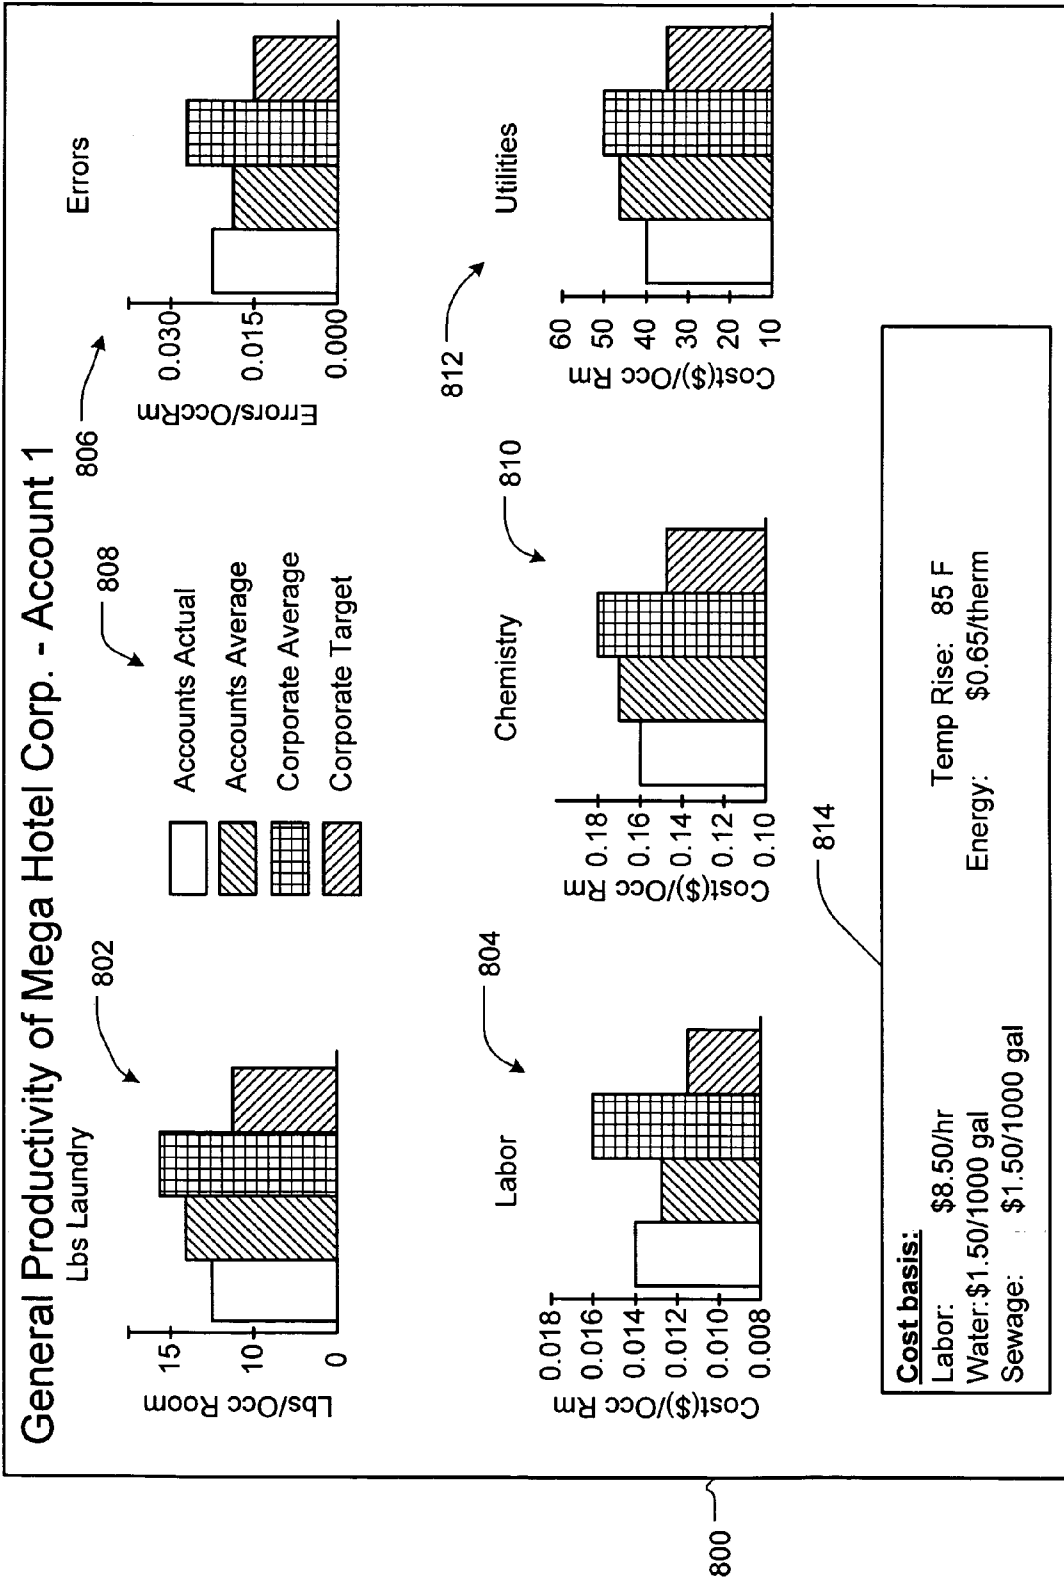 General Productivity of Mega Hotel Corp. - Account 1
Lbs Laundry
802
Lbs/Occ Room
15
10
0
808
Accounts Actual
Accounts Average
Corporate Average
Corporate Target
806
Errors
Errors/OccRm
0.030
0.015
0.000
Labor
804
Cost($)/Occ Rm
0.018
0.016
0.014
0.012
0.010
0.008
Chemistry
810
Cost($)/Occ Rm
0.18
0.16
0.14
0.12
0.10
812
Utilities
Cost($)/Occ Rm
60
50
40
30
20
10
814
Cost basis:
Labor: $8.50/hr Temp Rise: 85 F
Water:$1.50/1000 gal Energy: $0.65/therm
Sewage: $1.50/1000 gal
800